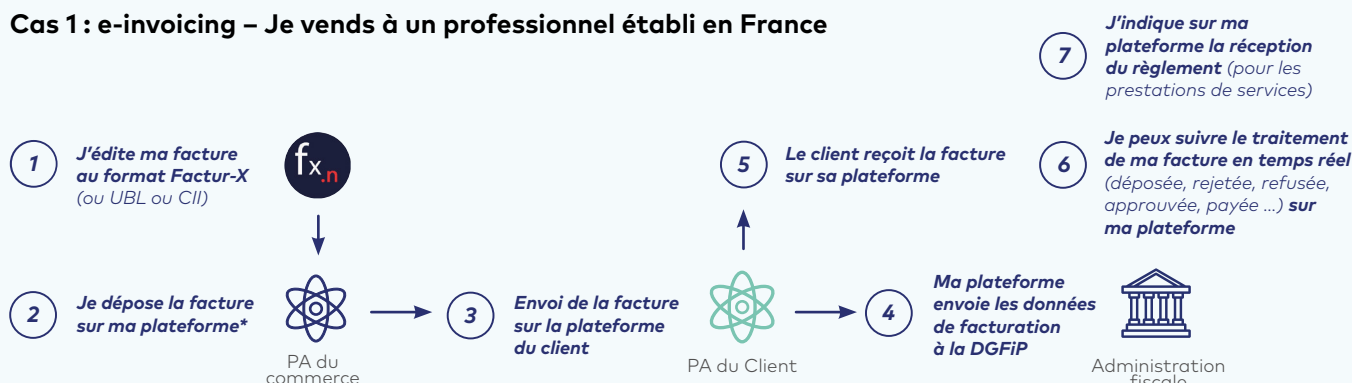 Cas 1 : e-invoicing – Je vends à un professionnel établi en France
1
J'édite ma facture
au format Factur-X
(ou UBL ou CII)
fx.n
2
Je dépose la facture
sur ma plateforme*
PA du
commerce
3
Envoi de la facture
sur la plateforme
du client
PA du Client
4
Ma plateforme
envoie les données
de facturation
à la DGFiP
Administration
fiscale
5
Le client reçoit la facture
sur sa plateforme
6
Je peux suivre le traitement
de ma facture en temps réel
(déposée, rejetée, refusée,
approuvée, payée ...) sur
ma plateforme
7
J'indique sur ma
plateforme la réception
du règlement (pour les
prestations de services)